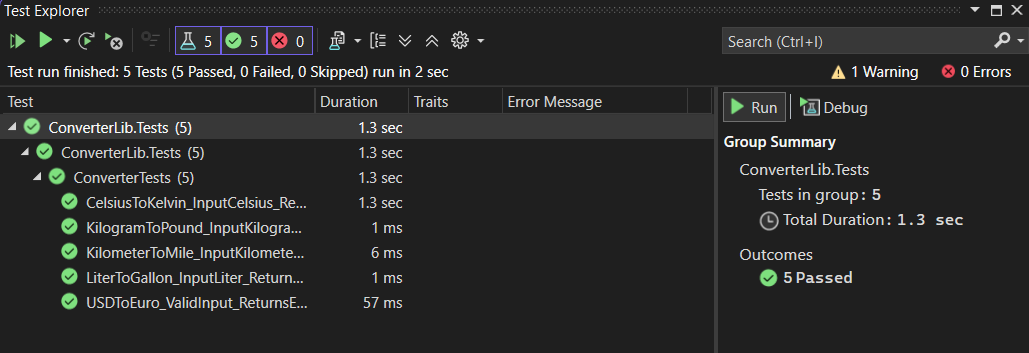 Test Explorer
5 5 0
Search (Ctrl+I)
Test run finished: 5 Tests (5 Passed, 0 Failed, 0 Skipped) run in 2 sec
1 Warning
0 Errors
Test Duration Traits Error Message
ConverterLib.Tests (5) 1.3 sec
ConverterLib.Tests (5) 1.3 sec
ConverterTests (5) 1.3 sec
CelsiusToKelvin_InputCelsius_Re... 1.3 sec
KilogramToPound_InputKilogra... 1 ms
KilometerToMile_InputKilomete... 6 ms
LiterToGallon_InputLiter_Return... 1 ms
USDToEuro_ValidInput_ReturnsE... 57 ms
Run Debug
Group Summary
ConverterLib.Tests
Tests in group: 5
Total Duration: 1.3 sec
Outcomes
5 Passed